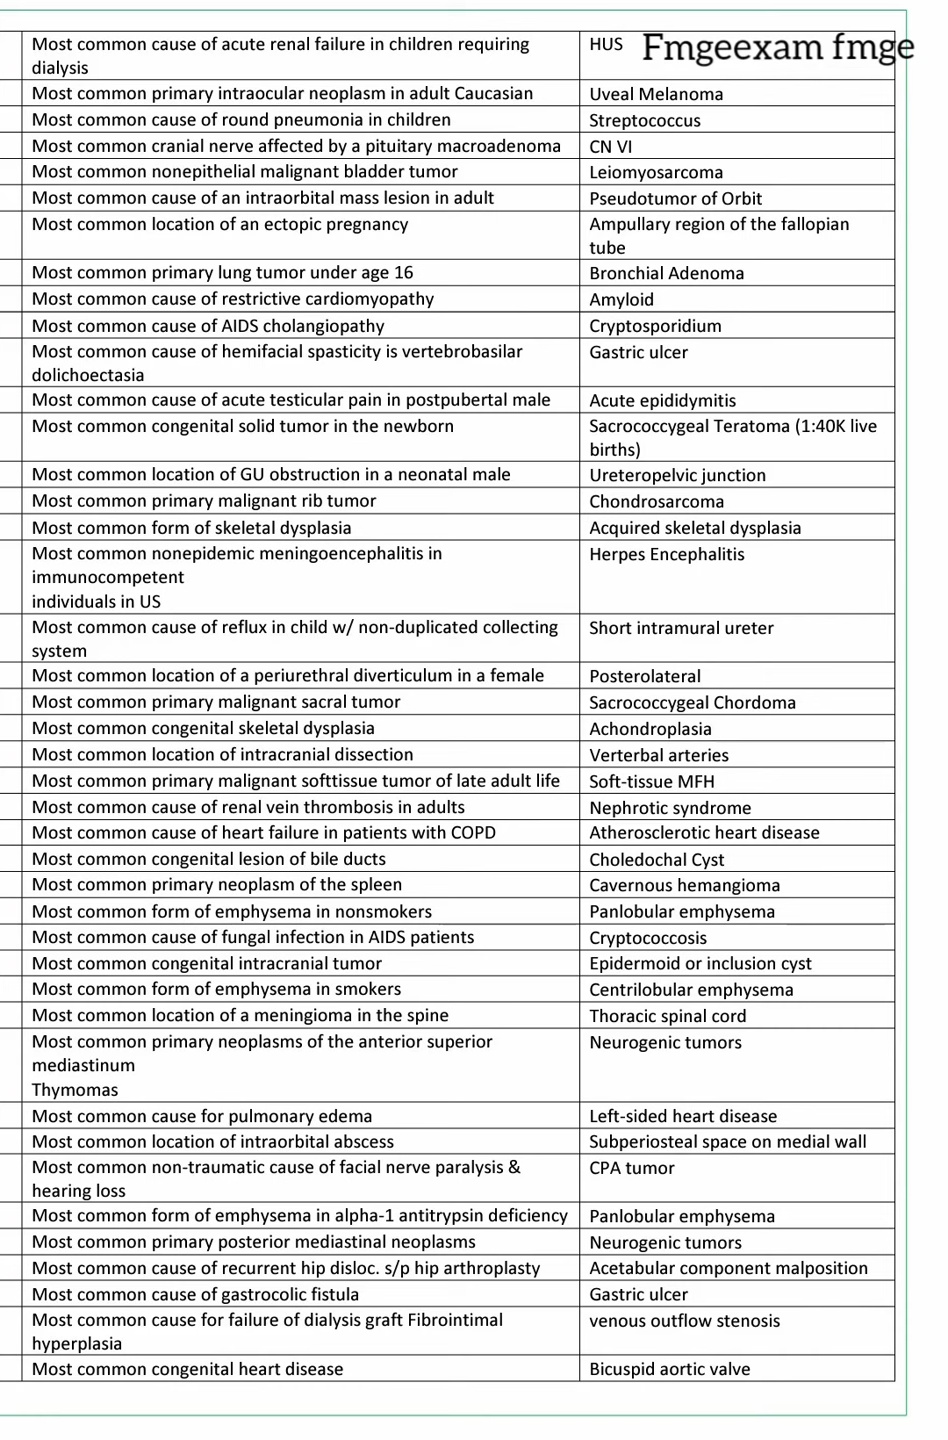 Most common cause of acute renal failure in children requiring
dialysis
HUS
Fmgeexam fmge
Most common primary intraocular neoplasm in adult Caucasian
Uveal Melanoma
Most common cause of round pneumonia in children
Streptococcus
Most common cranial nerve affected by a pituitary macroadenoma
CN VI
Most common nonepithelial malignant bladder tumor
Leiomyosarcoma
Most common cause of an intraorbital mass lesion in adult
Pseudotumor of Orbit
Most common location of an ectopic pregnancy
Ampullary region of the fallopian
tube
Most common primary lung tumor under age 16
Bronchial Adenoma
Most common cause of restrictive cardiomyopathy
Amyloid
Most common cause of AIDS cholangiopathy
Cryptosporidium
Most common cause of hemifacial spasticity is vertebrobasilar
dolichoectasia
Gastric ulcer
Most common cause of acute testicular pain in postpubertal male
Acute epididymitis
Most common congenital solid tumor in the newborn
Sacrococcygeal Teratoma (1:40K live
births)
Most common location of GU obstruction in a neonatal male
Ureteropelvic junction
Most common primary malignant rib tumor
Chondrosarcoma
Most common form of skeletal dysplasia
Acquired skeletal dysplasia
Most common nonepidemic meningoencephalitis in
immunocompetent
individuals in US
Herpes Encephalitis
Most common cause of reflux in child w/ non-duplicated collecting
system
Short intramural ureter
Most common location of a periurethral diverticulum in a female
Posterolateral
Most common primary malignant sacral tumor
Sacrococcygeal Chordoma
Most common congenital skeletal dysplasia
Achondroplasia
Most common location of intracranial dissection
Verterbal arteries
Most common primary malignant softtissue tumor of late adult life
Soft-tissue MFH
Most common cause of renal vein thrombosis in adults
Nephrotic syndrome
Most common cause of heart failure in patients with COPD
Atherosclerotic heart disease
Most common congenital lesion of bile ducts
Choledochal Cyst
Most common primary neoplasm of the spleen
Cavernous hemangioma
Most common form of emphysema in nonsmokers
Panlobular emphysema
Most common cause of fungal infection in AIDS patients
Cryptococcosis
Most common congenital intracranial tumor
Epidermoid or inclusion cyst
Most common form of emphysema in smokers
Centrilobular emphysema
Most common location of a meningioma in the spine
Thoracic spinal cord
Most common primary neoplasms of the anterior superior
mediastinum
Thymomas
Neurogenic tumors
Most common cause for pulmonary edema
Left-sided heart disease
Most common location of intraorbital abscess
Subperiosteal space on medial wall
Most common non-traumatic cause of facial nerve paralysis &
hearing loss
CPA tumor
Most common form of emphysema in alpha-1 antitrypsin deficiency
Panlobular emphysema
Most common primary posterior mediastinal neoplasms
Neurogenic tumors
Most common cause of recurrent hip disloc. s/p hip arthroplasty
Acetabular component malposition
Most common cause of gastrocolic fistula
Gastric ulcer
Most common cause for failure of dialysis graft Fibrointimal
hyperplasia
venous outflow stenosis
Most common congenital heart disease
Bicuspid aortic valve